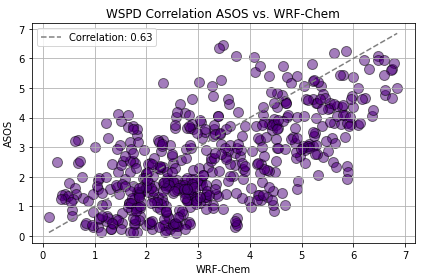 WSPD Correlation ASOS vs. WRF-Chem
Correlation: 0.63
7
6
5
4
3
2
1
0
ASOS
0 1 2 3 4 5 6 7
WRF-Chem